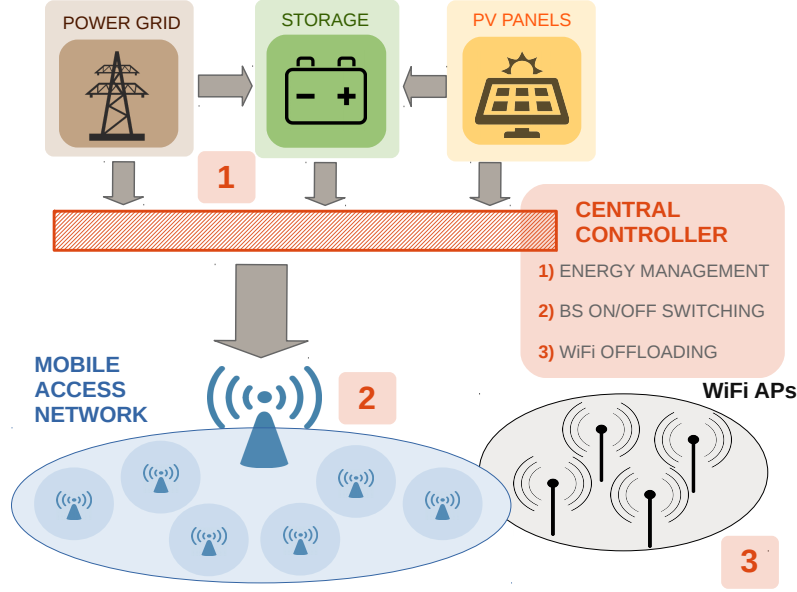 POWER GRID
STORAGE
PV PANELS
1
CENTRAL
CONTROLLER
1) ENERGY MANAGEMENT
2) BS ON/OFF SWITCHING
3) WiFi OFFLOADING
MOBILE
ACCESS
NETWORK
2
WiFi APs
3